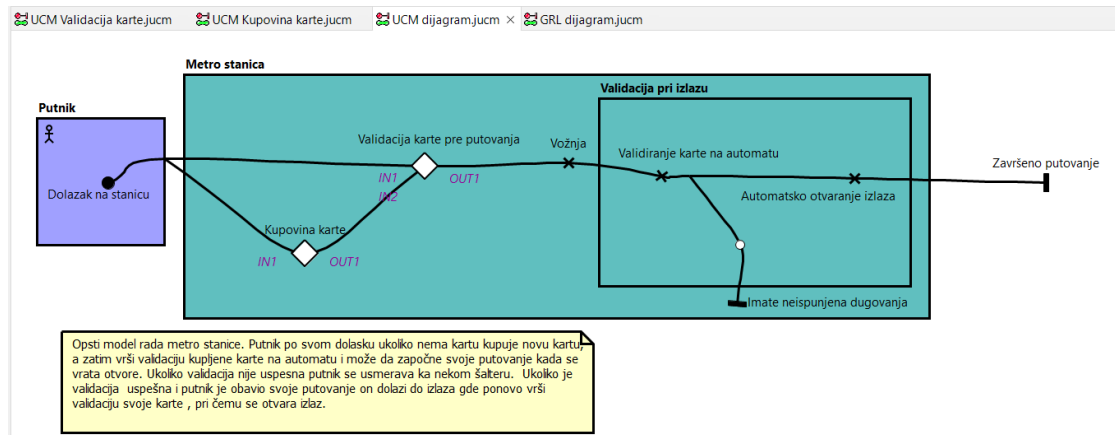 UCM Validacija karte.jucm
UCM Kupovina karte.jucm
UCM dijagram.jucm
GRL dijagram.jucm
Metro stanica
Validacija pri izlazu
Putnik
Validacija karte pre putovanja
Vožnja
Validiranje karte na automatu
Završeno putovanje
IN1
OUT1
Dolazak na stanicu
IN2
Automatsko otvaranje izlaza
Kupovina karte
IN1
OUT1
Imate neispunjena dugovanja
Opsti model rada metro stanice. Putnik po svom dolasku ukoliko nema kartu kupuje novu kartu,
a zatim vrši validaciju kupljene karte na automatu i može da započne svoje putovanje kada se
vrata otvore. Ukoliko validacija nije uspesna putnik se usmerava ka nekom šalteru.  Ukoliko je
validacija  uspešna i putnik je obavio svoje putovanje on dolazi do izlaza gde ponovo vrši
validaciju svoje karte , pri čemu se otvara izlaz.